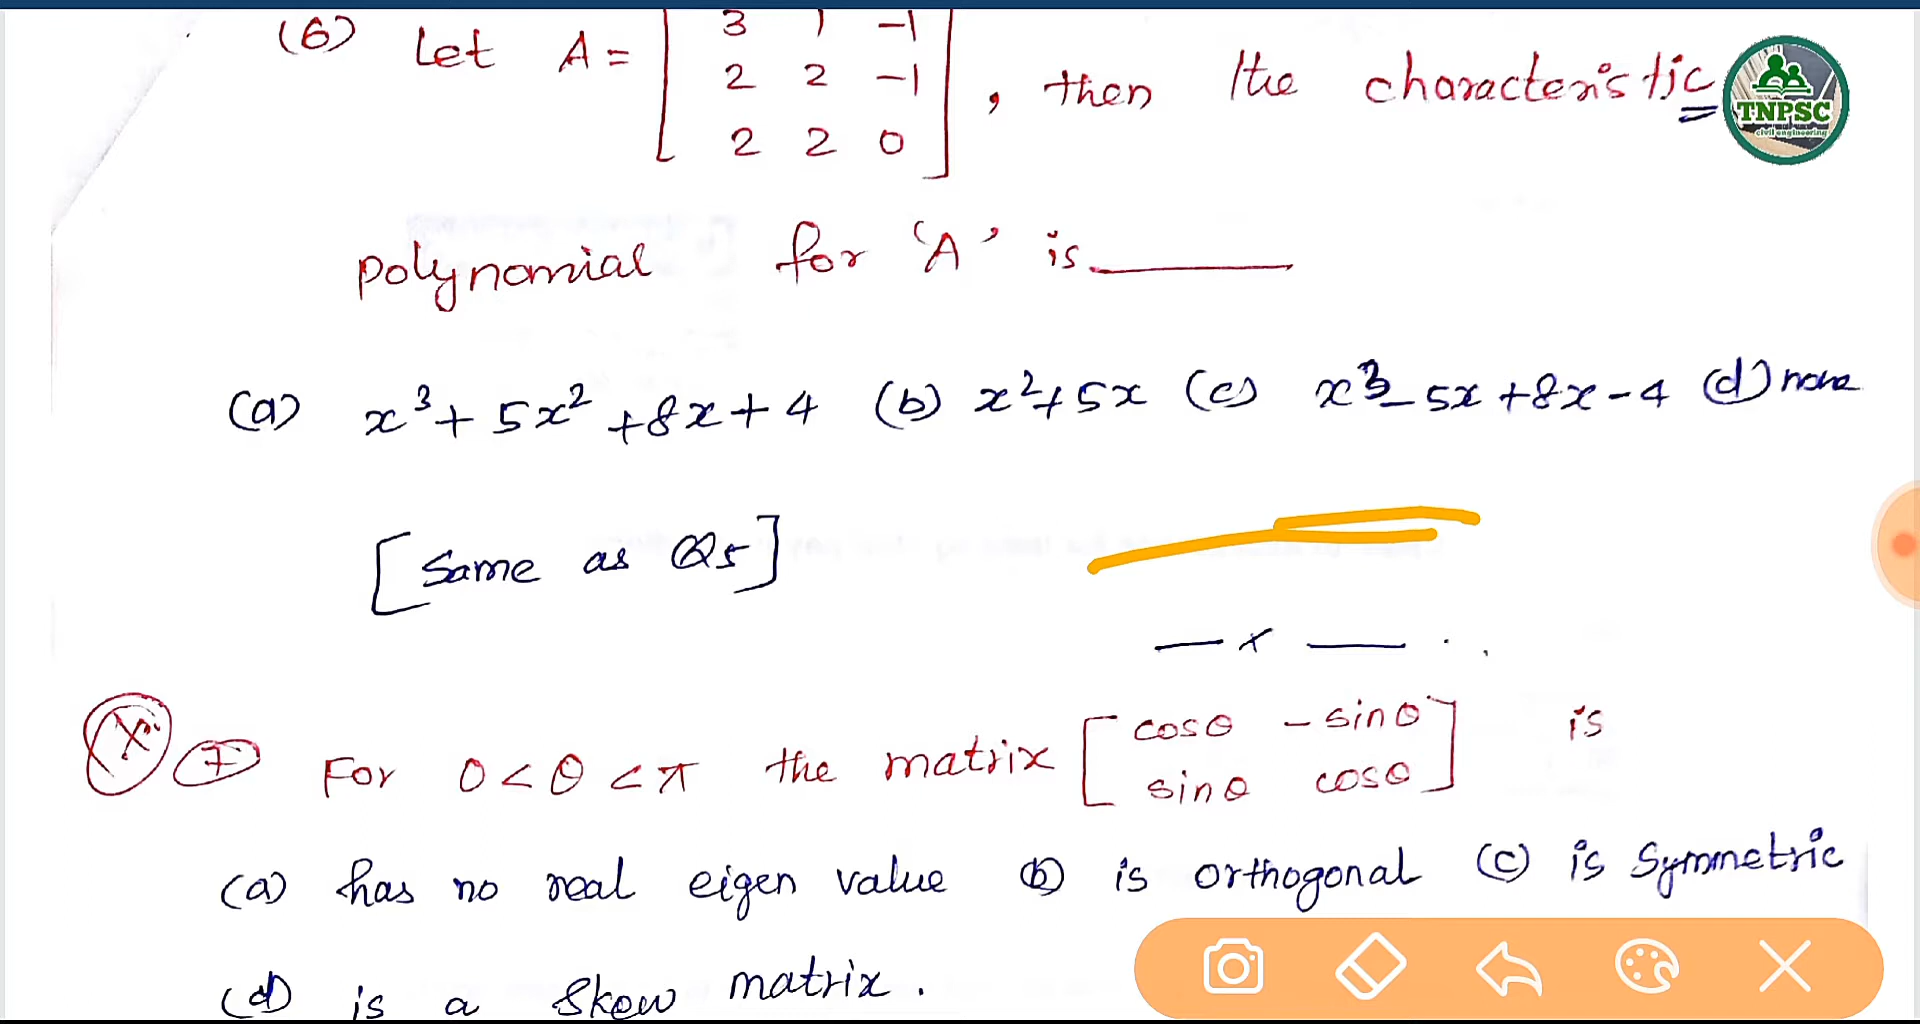 (6) Let A = [ 3 1 -1
2 2 -1
2 2 0 ] , then the characteristic
polynomial for 'A' is ______
(a) x³ + 5x² + 8x + 4 (b) x² + 5x (c) x³ - 5x + 8x - 4 (d) none
[Same as Q5]
— x — .
(7) For 0 < θ < π the matrix [ cosθ - sinθ
sinθ cosθ ] is
(a) has no real eigen value (b) is orthogonal (c) is symmetric
(d) is a skew matrix.
TNPSC
civil engineering